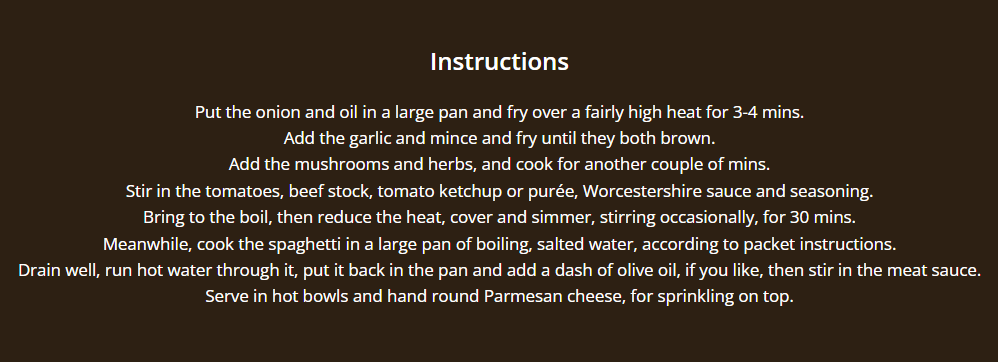 Instructions
Put the onion and oil in a large pan and fry over a fairly high heat for 3-4 mins.
Add the garlic and mince and fry until they both brown.
Add the mushrooms and herbs, and cook for another couple of mins.
Stir in the tomatoes, beef stock, tomato ketchup or purée, Worcestershire sauce and seasoning.
Bring to the boil, then reduce the heat, cover and simmer, stirring occasionally, for 30 mins.
Meanwhile, cook the spaghetti in a large pan of boiling, salted water, according to packet instructions.
Drain well, run hot water through it, put it back in the pan and add a dash of olive oil, if you like, then stir in the meat sauce.
Serve in hot bowls and hand round Parmesan cheese, for sprinkling on top.